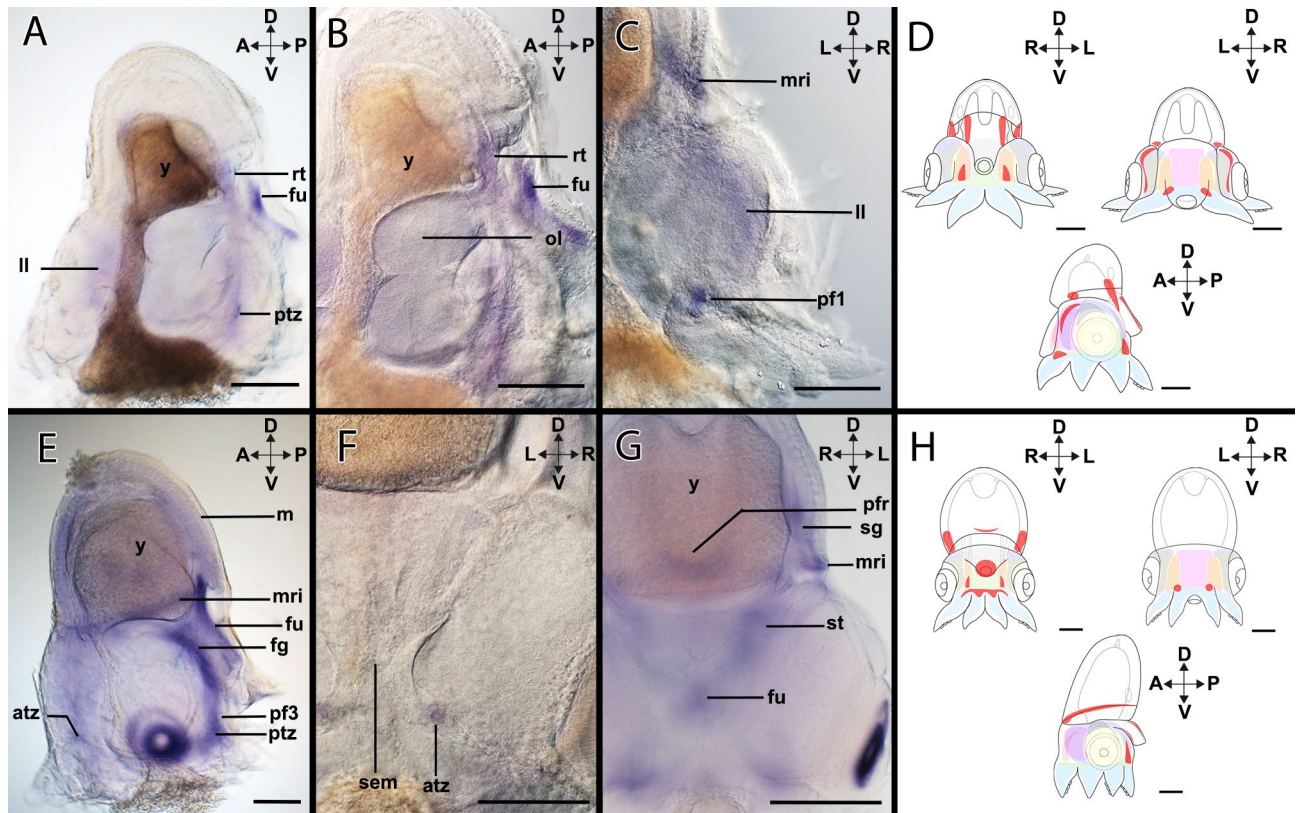 A
D
A P
V
y
rt
fu
ll
ptz
B
D
A P
V
y
rt
fu
ol
C
D
L R
V
mri
ll
pf1
D
D
R L
V
D
L R
V
D
A P
V
E
D
A P
V
m
y
mri
fu
fg
atz
pf3
ptz
F
D
L R
V
sem
atz
G
D
R L
V
y
pfr
sg
mri
st
fu
H
D
R L
V
D
L R
V
D
A P
V